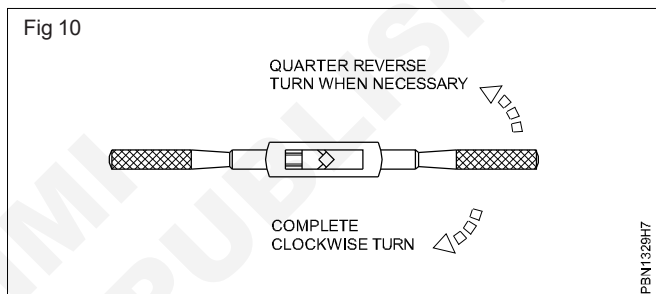 Fig 10
QUARTER REVERSE
TURN WHEN NECESSARY
COMPLETE
CLOCKWISE TURN
PBN1329H7